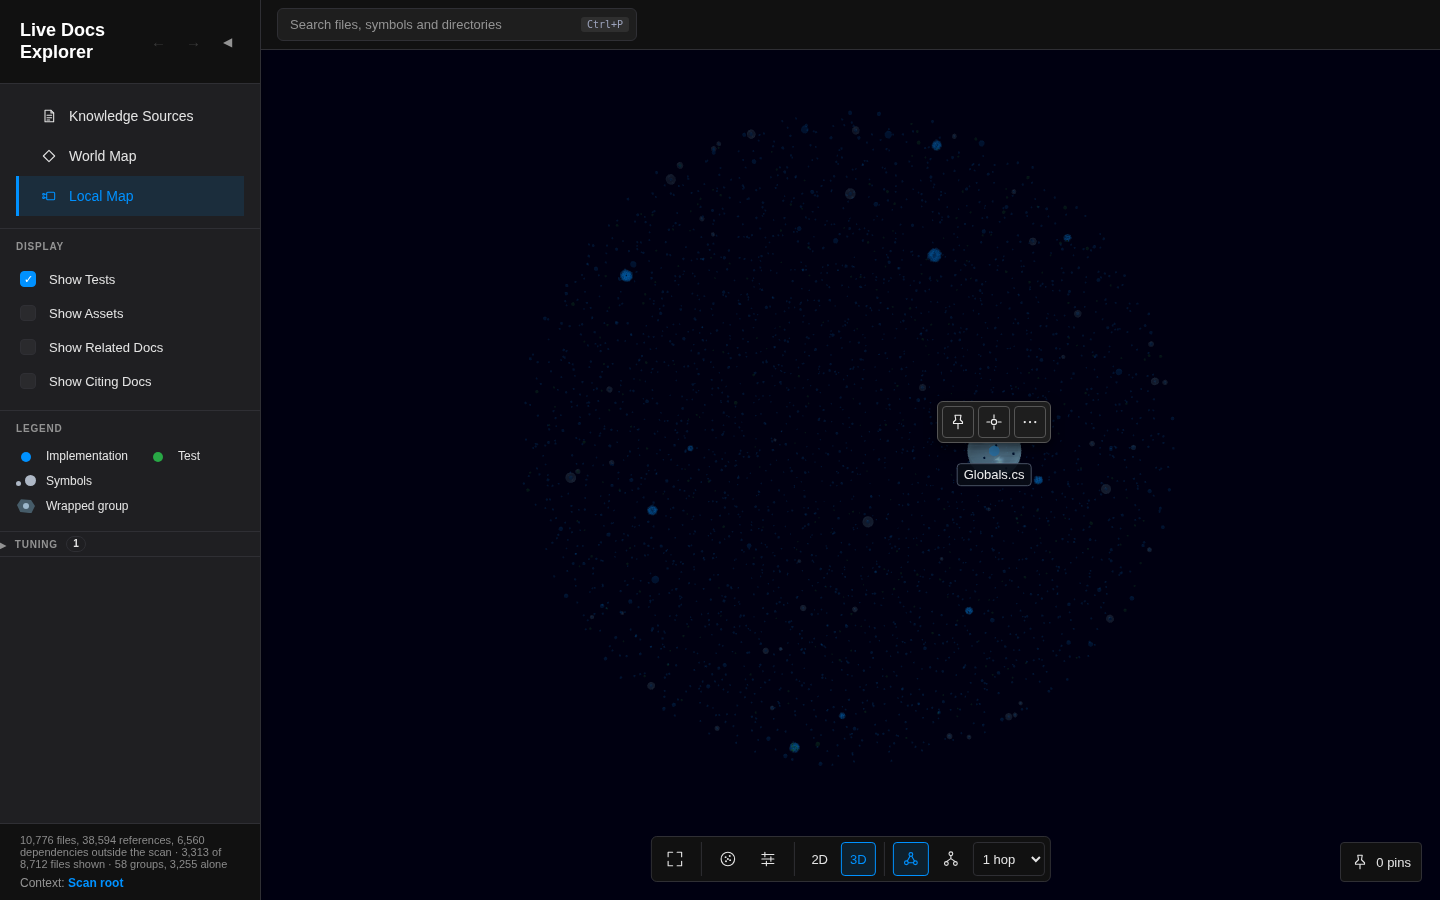 Live Docs
Explorer
Search files, symbols and directories
Ctrl+P
Knowledge Sources
World Map
Local Map
DISPLAY
Show Tests
Show Assets
Show Related Docs
Show Citing Docs
LEGEND
Implementation
Test
Symbols
Wrapped group
TUNING 1
Globals.cs
10,776 files, 38,594 references, 6,560
dependencies outside the scan · 3,313 of
8,712 files shown · 58 groups, 3,255 alone
Context: Scan root
2D
3D
1 hop
0 pins